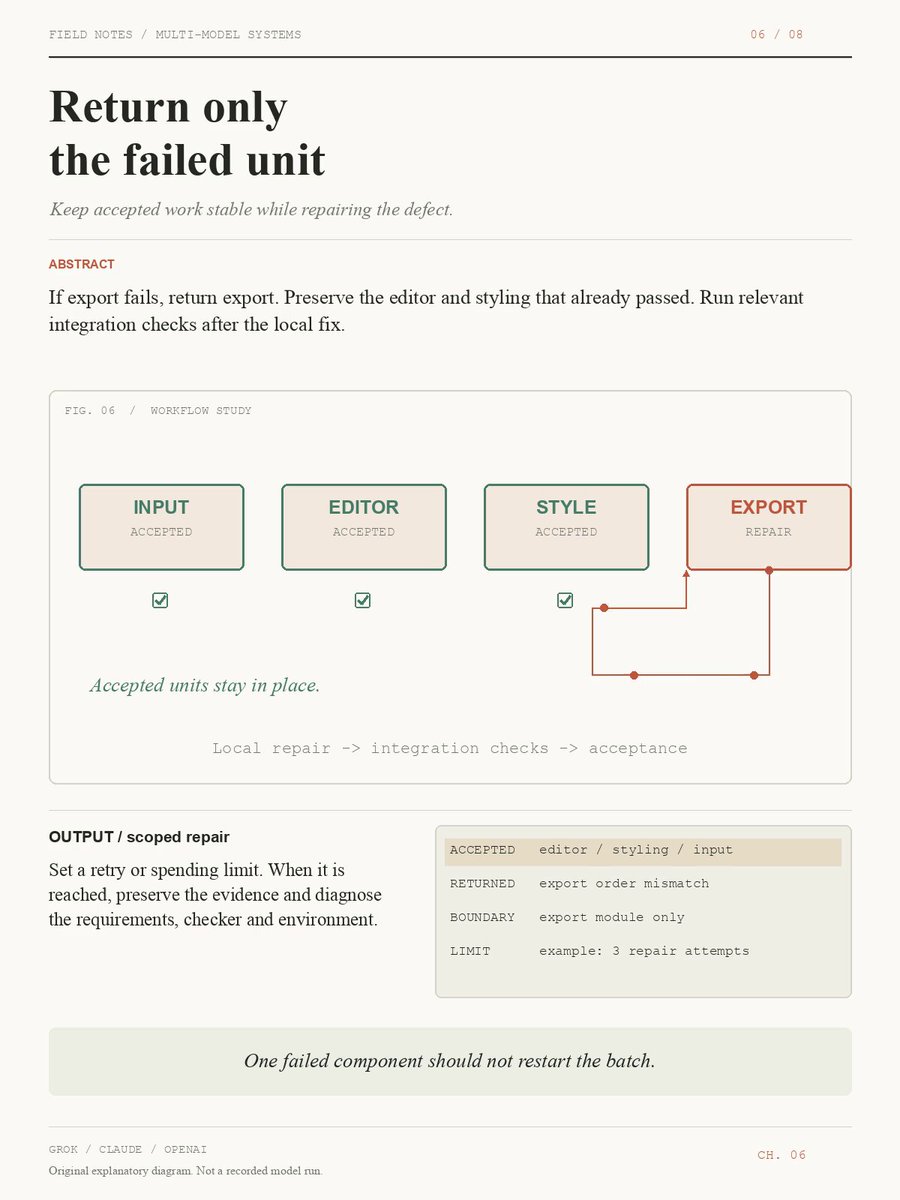 FIELD NOTES / MULTI-MODEL SYSTEMS
06 / 08
Return only
the failed unit
Keep accepted work stable while repairing the defect.
ABSTRACT
If export fails, return export. Preserve the editor and styling that already passed. Run relevant
integration checks after the local fix.
FIG. 06 / WORKFLOW STUDY
INPUT
ACCEPTED
EDITOR
ACCEPTED
STYLE
ACCEPTED
EXPORT
REPAIR
Accepted units stay in place.
Local repair -> integration checks -> acceptance
OUTPUT / scoped repair
Set a retry or spending limit. When it is
reached, preserve the evidence and diagnose
the requirements, checker and environment.
ACCEPTED editor / styling / input
RETURNED export order mismatch
BOUNDARY export module only
LIMIT example: 3 repair attempts
One failed component should not restart the batch.
GROK / CLAUDE / OPENAI
Original explanatory diagram. Not a recorded model run.
CH. 06